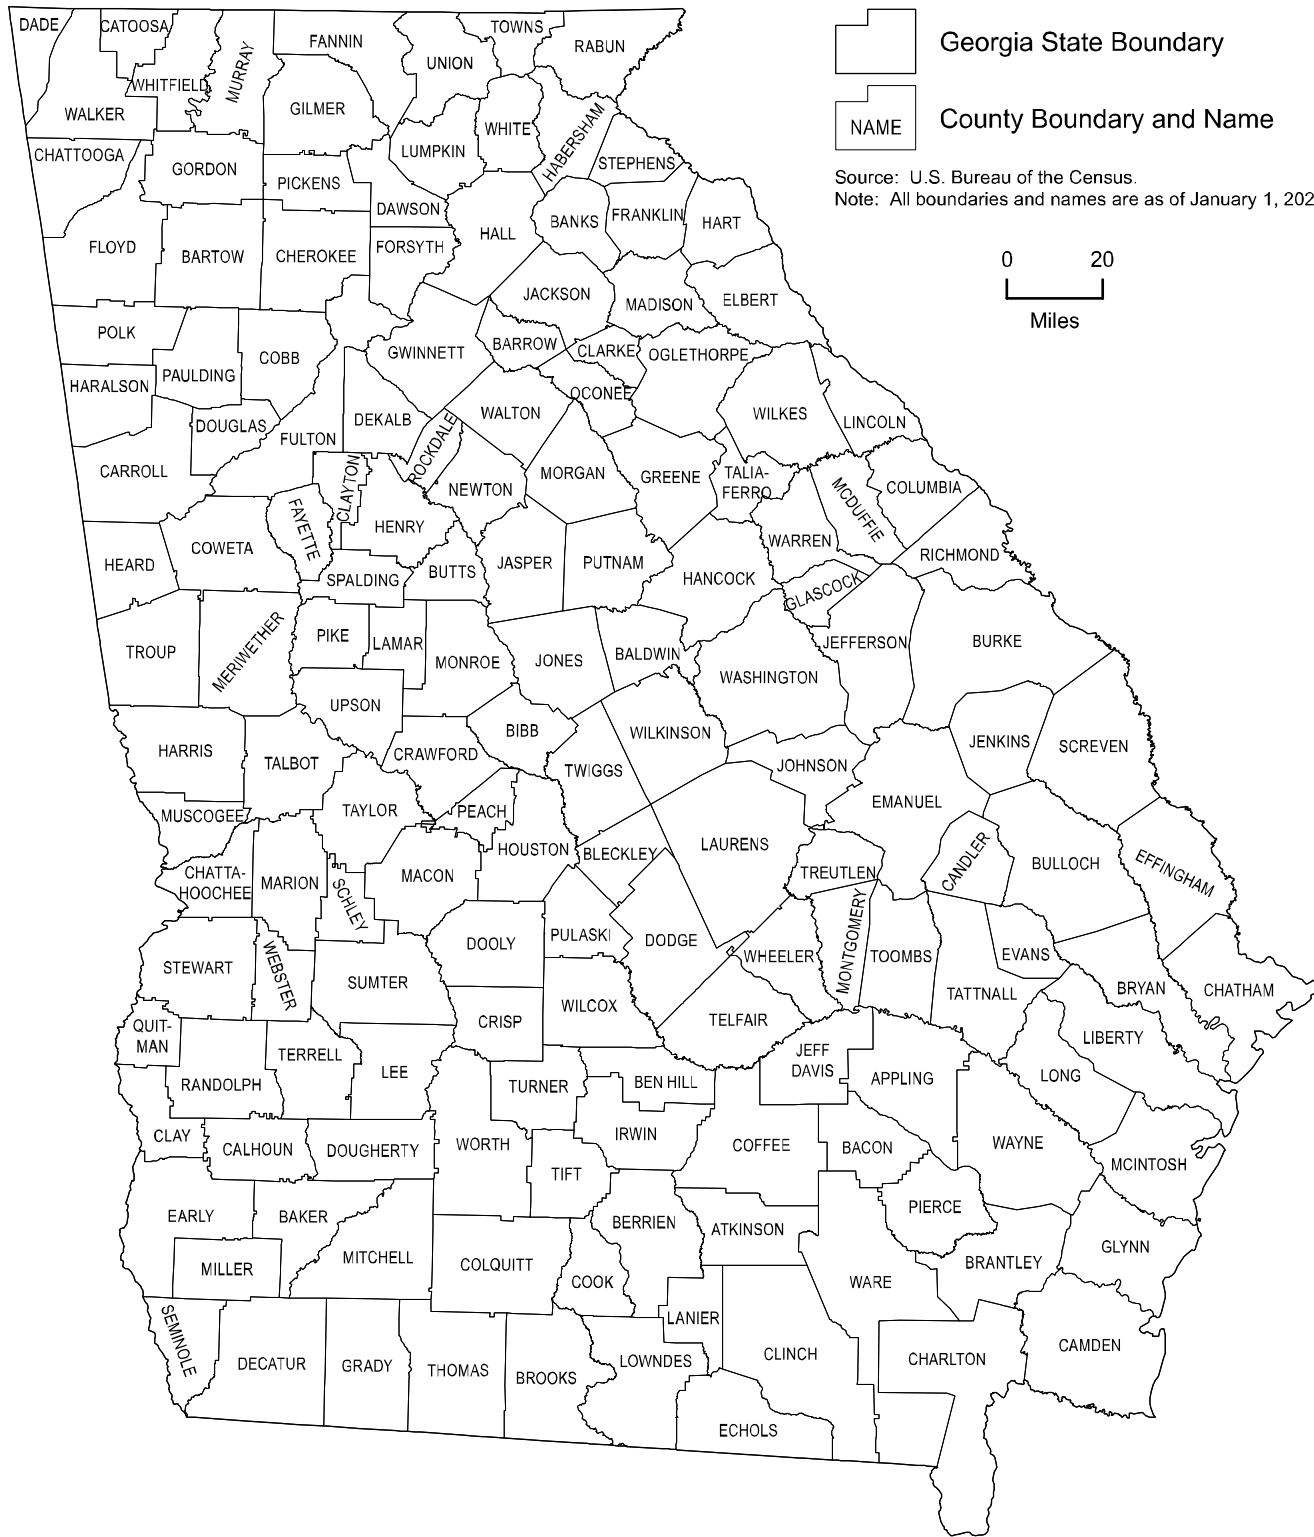 DADE
CATOOSA
FANNIN
TOWNS
RABUN
UNION
MURRAY
WHITFIELD
WALKER
GILMER
WHITE
LUMPKIN
HABERSHAM
STEPHENS
CHATTOOGA
GORDON
PICKENS
DAWSON
BANKS
FRANKLIN
HART
HALL
FLOYD
BARTOW
CHEROKEE
FORSYTH
JACKSON
MADISON
ELBERT
POLK
COBB
GWINNETT
BARROW
CLARKE
OGLETHORPE
HARALSON
PAULDING
OCONEE
DOUGLAS
FULTON
DEKALB
ROCKDALE
WALTON
WILKES
LINCOLN
CARROLL
CLAYTON
NEWTON
MORGAN
GREENE
TALIA-
FERRO
MCDUFFIE
COLUMBIA
FAYETTE
HENRY
WARREN
RICHMOND
HEARD
COWETA
SPALDING
BUTTS
JASPER
PUTNAM
HANCOCK
GLASCOCK
TROUP
MERIWETHER
PIKE
LAMAR
MONROE
JONES
BALDWIN
WASHINGTON
JEFFERSON
BURKE
UPSON
HARRIS
TALBOT
CRAWFORD
BIBB
TWIGGS
WILKINSON
JOHNSON
JENKINS
SCREVEN
MUSCOGEE
TAYLOR
PEACH
EMANUEL
CHATTA-
HOOCHEE
MARION
SCHLEY
MACON
HOUSTON
BLECKLEY
LAURENS
TREUTLEN
CANDLER
BULLOCH
EFFINGHAM
STEWART
WEBSTER
SUMTER
DOOLY
PULASKI
DODGE
WHEELER
MONTGOMERY
TOOMBS
EVANS
TATTNALL
BRYAN
CHATHAM
QUIT-
MAN
CRISP
WILCOX
TELFAIR
JEFF
DAVIS
LIBERTY
RANDOLPH
TERRELL
LEE
TURNER
BEN HILL
APPLING
LONG
CLAY
CALHOUN
DOUGHERTY
WORTH
TIFT
IRWIN
COFFEE
BACON
WAYNE
MCINTOSH
EARLY
BAKER
MITCHELL
BERRIEN
ATKINSON
PIERCE
MILLER
COLQUITT
COOK
WARE
BRANTLEY
GLYNN
SEMINOLE
DECATUR
GRADY
THOMAS
BROOKS
LOWNDES
LANIER
CLINCH
CHARLTON
CAMDEN
ECHOLS
Georgia State Boundary
NAME
County Boundary and Name
Source: U.S. Bureau of the Census.
Note: All boundaries and names are as of January 1, 202
0 20
Miles